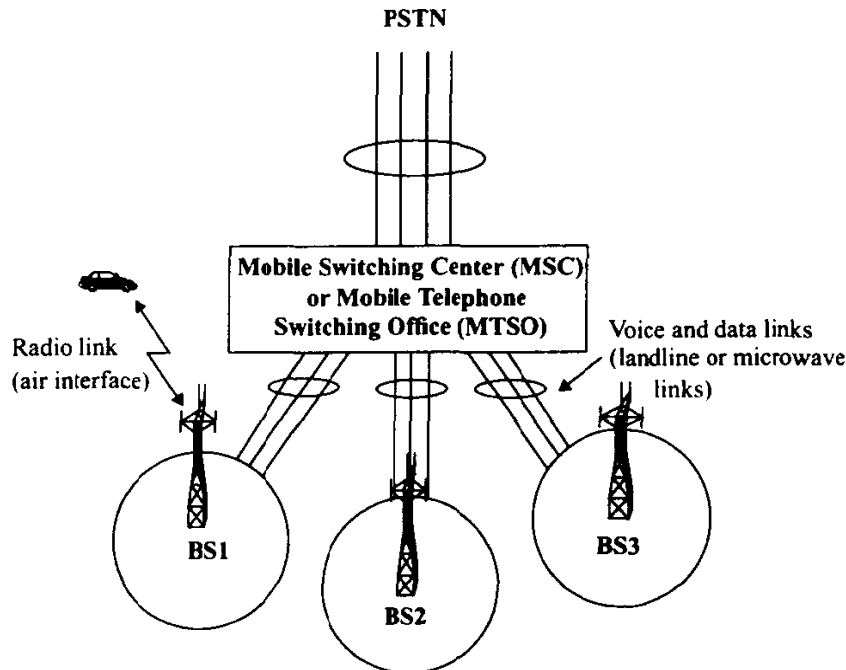 PSTN
Mobile Switching Center (MSC)
or Mobile Telephone
Switching Office (MTSO)
Radio link
(air interface)
Voice and data links
(landline or microwave
links)
BS1
BS2
BS3